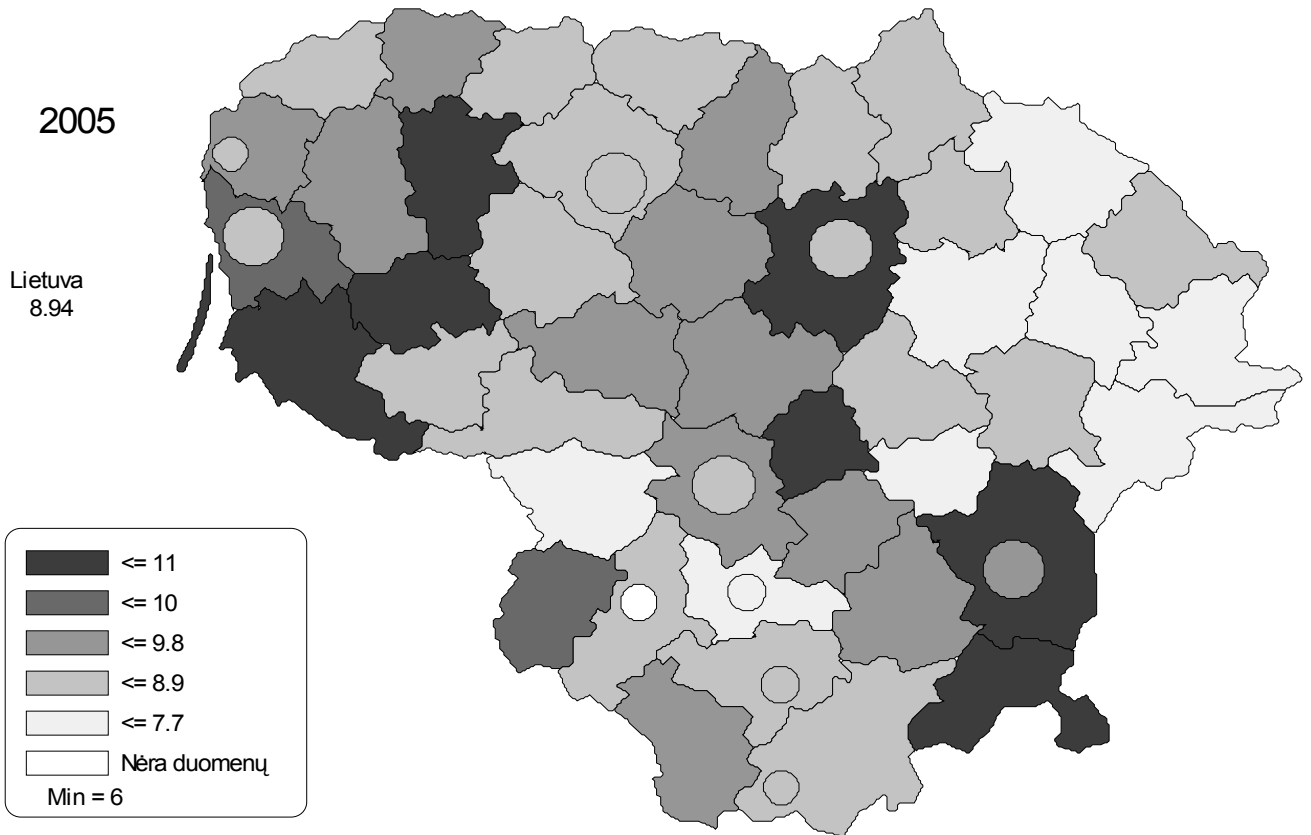 2005
Lietuva
8.94
<= 11
<= 10
<= 9.8
<= 8.9
<= 7.7
Nėra duomenų
Min = 6